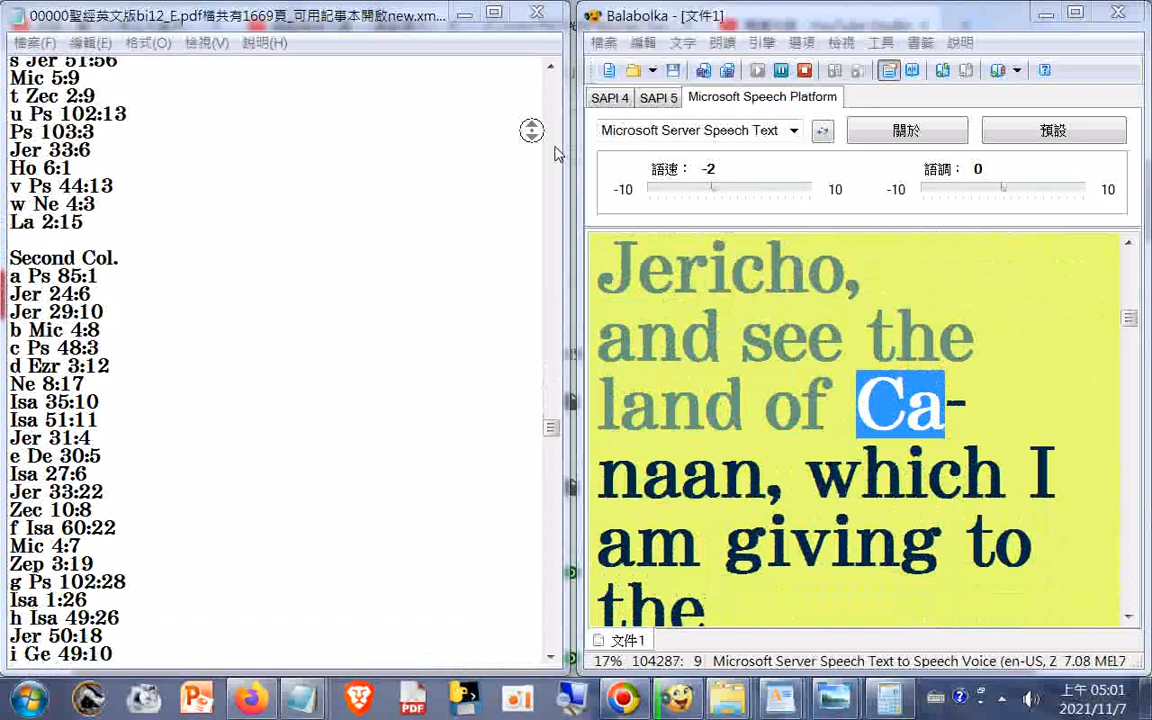 00000聖經英文版bi12_E.pdf檔共有1669頁_可用記事本開啟new.xm...
檔案(F) 編輯(E) 格式(O) 檢視(V) 說明(H)
s Jer 51:56
Mic 5:9
t Zec 2:9
u Ps 102:13
Ps 103:3
Jer 33:6
Ho 6:1
v Ps 44:13
w Ne 4:3
La 2:15
Second Col.
a Ps 85:1
Jer 24:6
Jer 29:10
b Mic 4:8
c Ps 48:3
d Ezr 3:12
Ne 8:17
Isa 35:10
Isa 51:11
Jer 31:4
e De 30:5
Isa 27:6
Jer 33:22
Zec 10:8
f Isa 60:22
Mic 4:7
Zep 3:19
g Ps 102:28
Isa 1:26
h Isa 49:26
Jer 50:18
i Ge 49:10
Balabolka - [文件1]
檔案 編輯 文字 朗讀 引擎 選項 檢視 工具 書籤 說明
SAPI 4 SAPI 5 Microsoft Speech Platform
Microsoft Server Speech Text 關於 預設
語速： -2 語調： 0
-10 10 -10 10
Jericho,
and see the
land of Ca-
naan, which I
am giving to
the
文件1
17% 104287: 9 Microsoft Server Speech Text to Speech Voice (en-US, Z 7.08 МБ
上午 05:01
2021/11/7